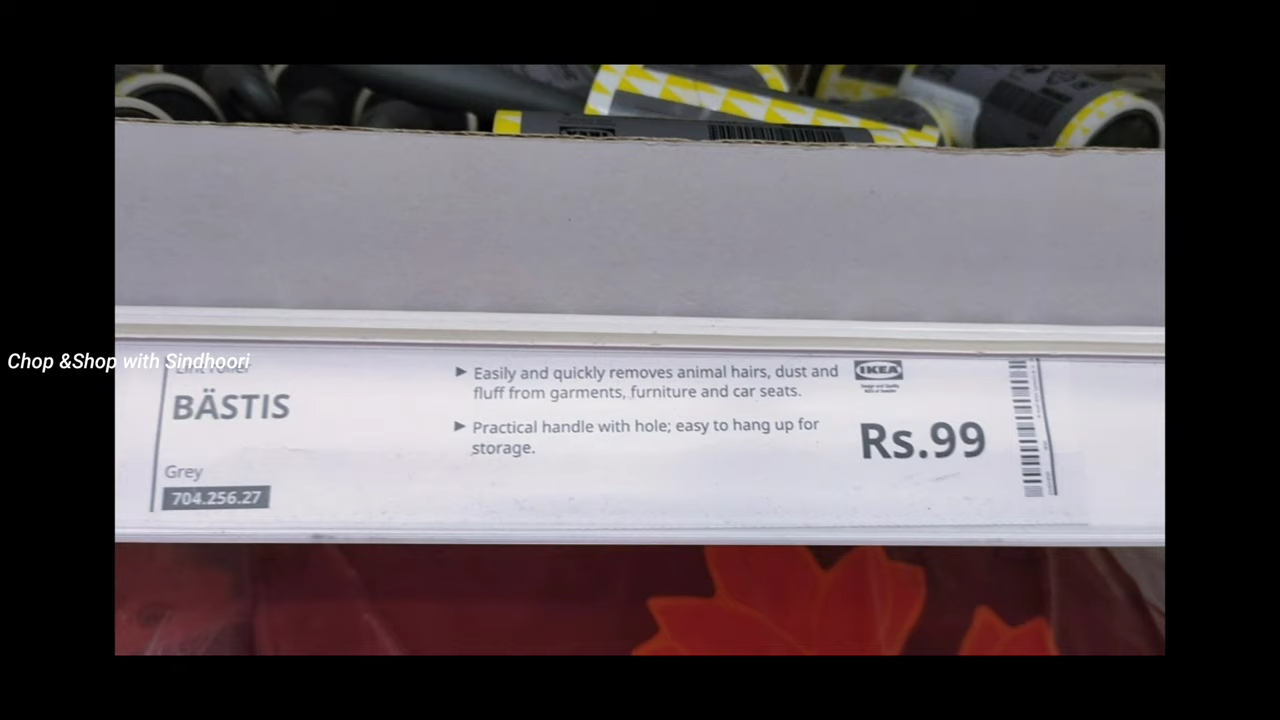 Chop &Shop with Sindhoori
BÄSTIS
Grey
704.256.27
► Easily and quickly removes animal hairs, dust and
fluff from garments, furniture and car seats.
► Practical handle with hole; easy to hang up for
storage.
IKEA
Rs.99